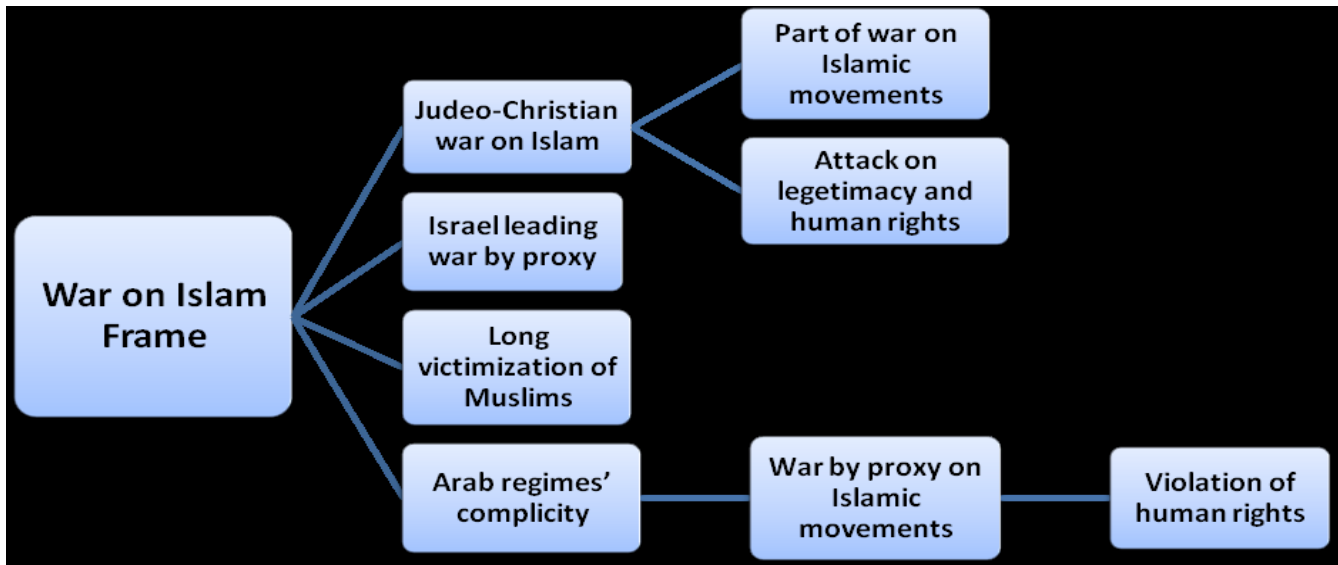 War on Islam
Frame
Judeo-Christian
war on Islam
Part of war on
Islamic
movements
Attack on
legetimacy and
human rights
Israel leading
war by proxy
Long
victimization of
Muslims
Arab regimes’
complicity
War by proxy on
Islamic
movements
Violation of
human rights